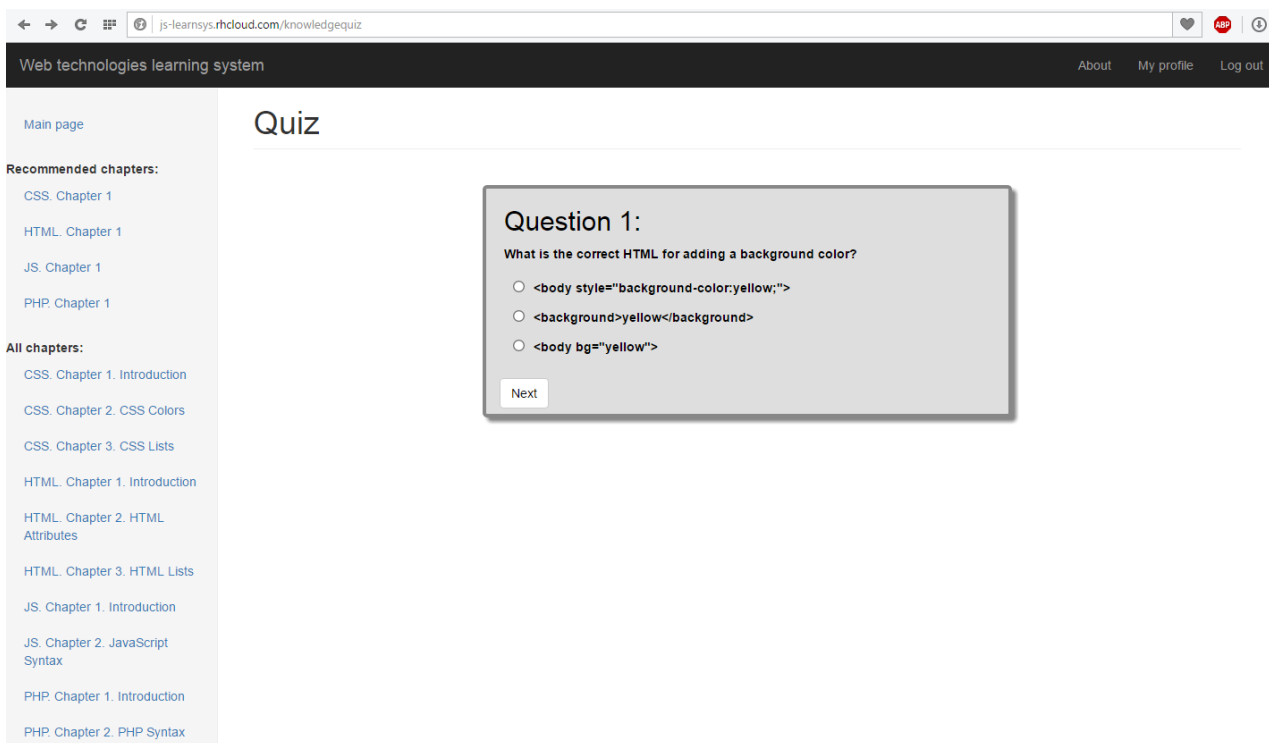 js-learnsys.rhcloud.com/knowledgequiz
ABP
Web technologies learning system
About
My profile
Log out
Main page
Recommended chapters:
CSS. Chapter 1
HTML. Chapter 1
JS. Chapter 1
PHP. Chapter 1
All chapters:
CSS. Chapter 1. Introduction
CSS. Chapter 2. CSS Colors
CSS. Chapter 3. CSS Lists
HTML. Chapter 1. Introduction
HTML. Chapter 2. HTML
Attributes
HTML. Chapter 3. HTML Lists
JS. Chapter 1. Introduction
JS. Chapter 2. JavaScript
Syntax
PHP. Chapter 1. Introduction
PHP. Chapter 2. PHP Syntax
Quiz
Question 1:
What is the correct HTML for adding a background color?
<body style="background-color:yellow;">
<background>yellow</background>
<body bg="yellow">
Next